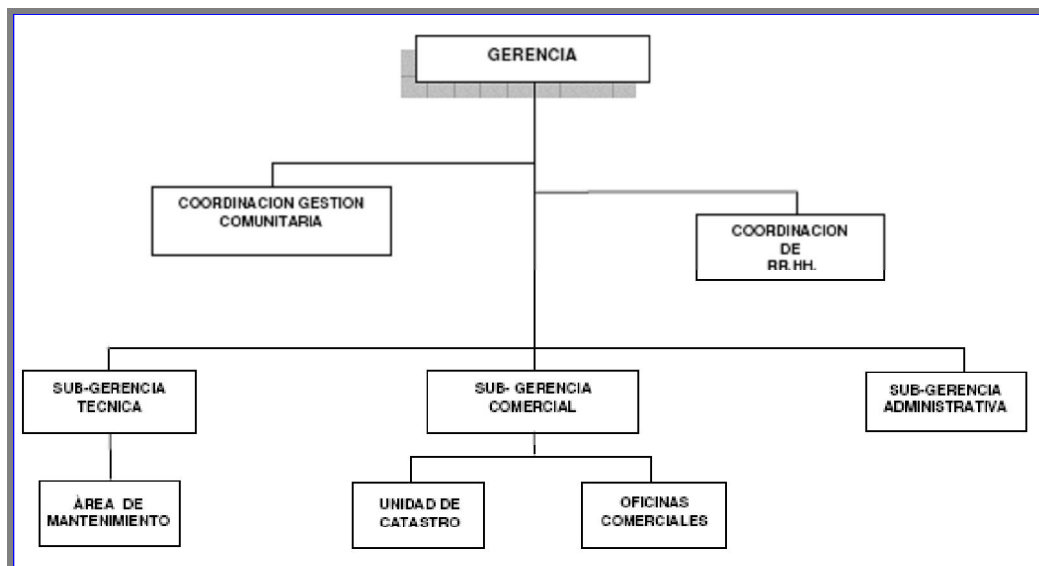 GERENCIA
COORDINACION GESTION
COMUNITARIA
COORDINACION
DE
RR.HH.
SUB-GERENCIA
TECNICA
SUB- GERENCIA
COMERCIAL
SUB-GERENCIA
ADMINISTRATIVA
ÁREA DE
MANTENIMIENTO
UNIDAD DE
CATASTRO
OFICINAS
COMERCIALES